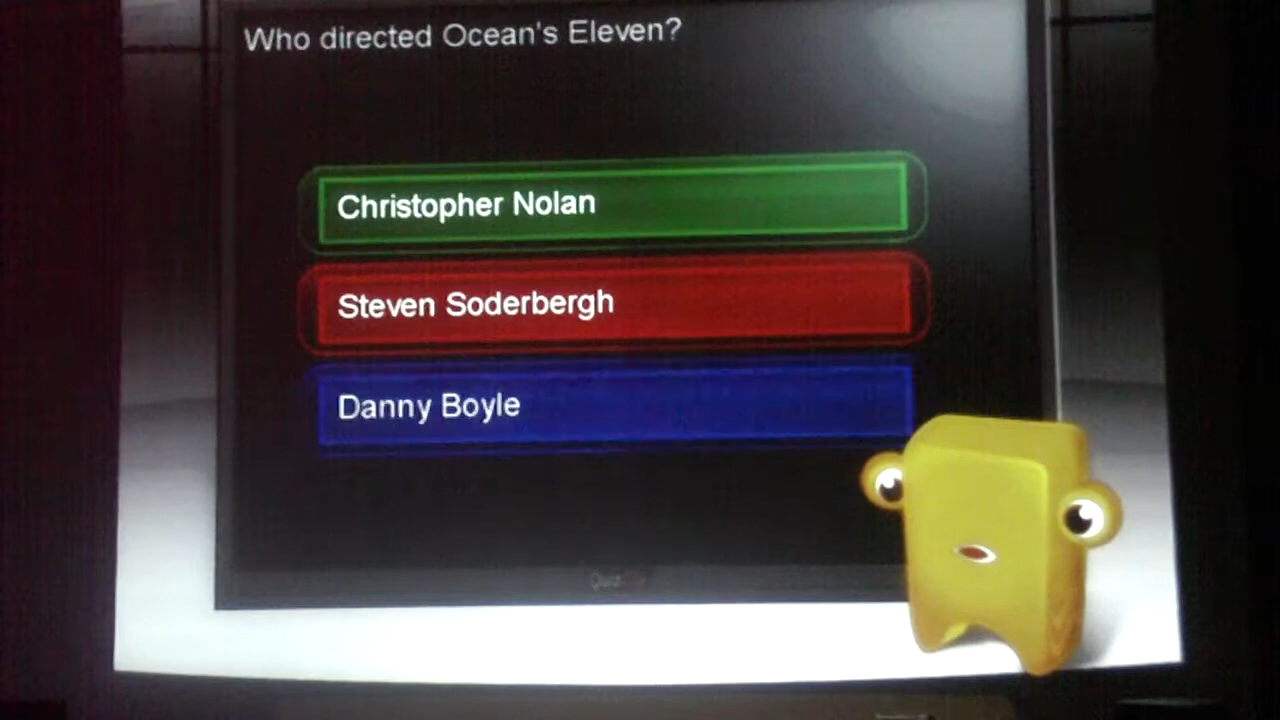 Who directed Ocean's Eleven?
Christopher Nolan
Steven Soderbergh
Danny Boyle